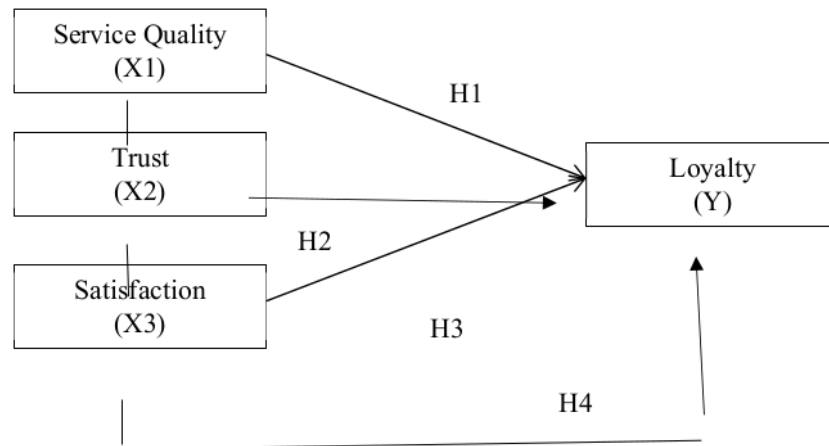 Service Quality
(X1)
H1
Trust
(X2)
Loyalty
(Y)
H2
Satisfaction
(X3)
H3
H4